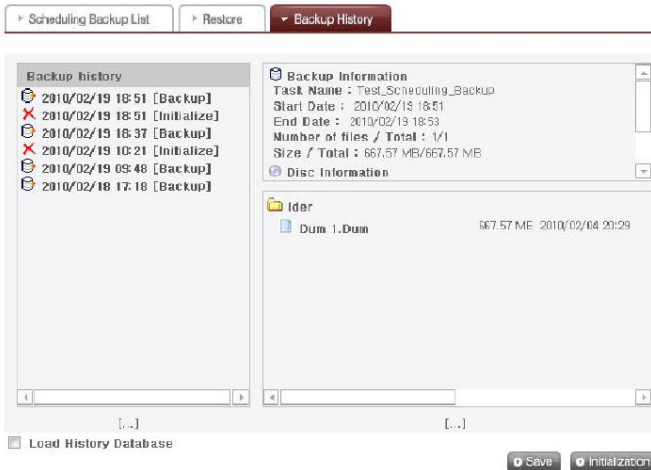 Scheduling Backup List
Restore
Backup History
Backup history
2010/02/19 18:51 [Backup]
2010/02/19 18:51 [Initialize]
2010/02/19 18:37 [Backup]
2010/02/19 10:21 [Initialize]
2010/02/19 09:48 [Backup]
2010/02/18 17:18 [Backup]
[...]
Backup Information
Task Name : Test_Scheduling_Backup
Start Date : 2010/02/19 18:51
End Date : 2010/02/19 18:53
Number of files / Total : 1/1
Size / Total : 667.57 MB/667.57 MB
Disc Information
lder
Dum 1.Dum 667.57 MB 2010/02/04 20:29
[...]
Load History Database
Save
Initialization